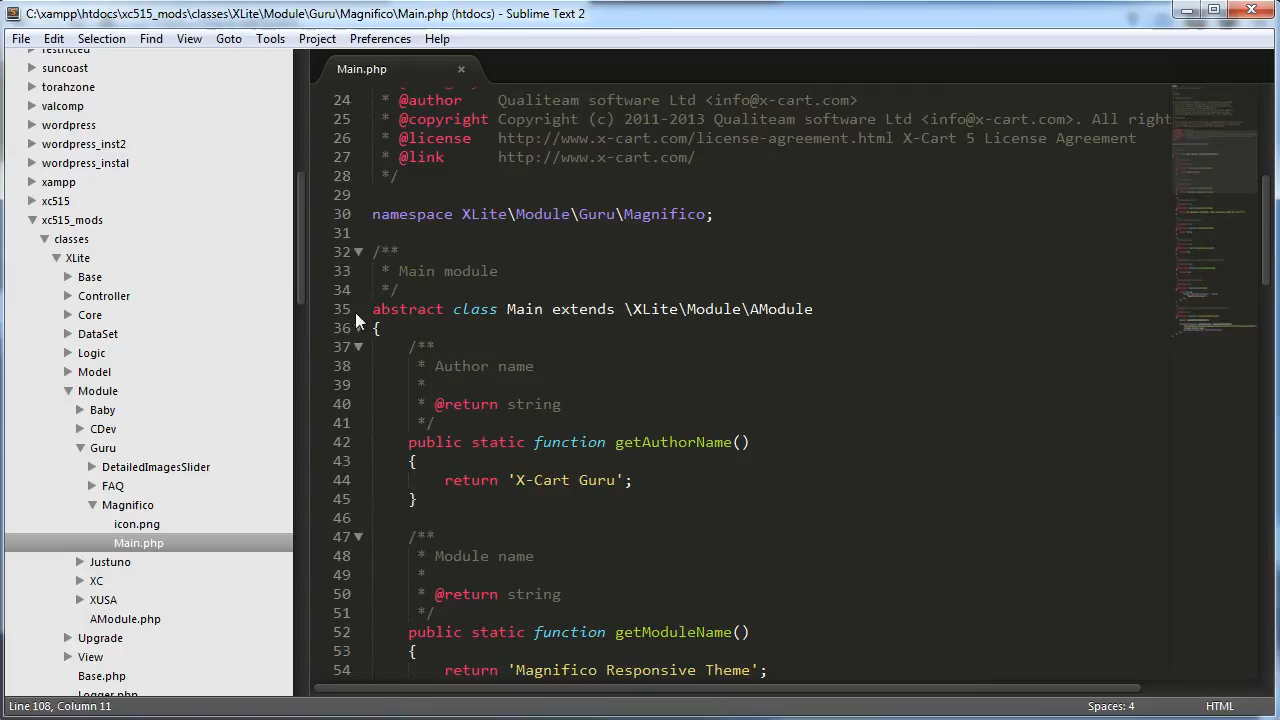 C:\xampp\htdocs\xc515_mods\classes\XLite\Module\Guru\Magnifico\Main.php (htdocs) - Sublime Text 2
File Edit Selection Find View Goto Tools Project Preferences Help
restricted
suncoast
torahzone
valcomp
wordpress
wordpress_inst2
wordpress_instal
xampp
xc515
xc515_mods
classes
XLite
Base
Controller
Core
DataSet
Logic
Model
Module
Baby
CDev
Guru
DetailedImagesSlider
FAQ
Magnifico
icon.png
Main.php
Justuno
XC
XUSA
AModule.php
Upgrade
View
Base.php
Logger.php
Main.php ×
24 * @author Qualiteam software Ltd <info@x-cart.com>
25 * @copyright Copyright (c) 2011-2013 Qualiteam software Ltd <info@x-cart.com>. All right
26 * @license http://www.x-cart.com/license-agreement.html X-Cart 5 License Agreement
27 * @link http://www.x-cart.com/
28 */
29
30 namespace XLite\Module\Guru\Magnifico;
31
32 /**
33 * Main module
34 */
35 abstract class Main extends \XLite\Module\AModule
36 {
37 /**
38 * Author name
39 *
40 * @return string
41 */
42 public static function getAuthorName()
43 {
44 return 'X-Cart Guru';
45 }
46
47 /**
48 * Module name
49 *
50 * @return string
51 */
52 public static function getModuleName()
53 {
54 return 'Magnifico Responsive Theme';
Line 108, Column 11 Spaces: 4 HTML